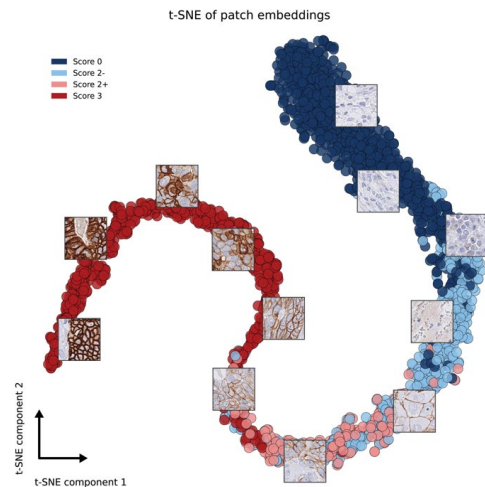 t-SNE of patch embeddings
Score 0
Score 2-
Score 2+
Score 3
t-SNE component 2
t-SNE component 1